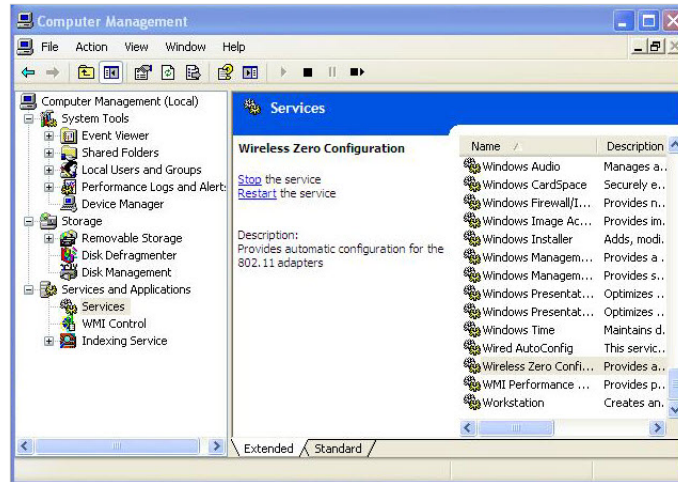 Computer Management
File Action View Window Help
Computer Management (Local)
System Tools
Event Viewer
Shared Folders
Local Users and Groups
Performance Logs and Alert
Device Manager
Storage
Removable Storage
Disk Defragmenter
Disk Management
Services and Applications
Services
WMI Control
Indexing Service
Services
Wireless Zero Configuration
Stop the service
Restart the service
Description:
Provides automatic configuration for the
802.11 adapters
Name Description
Windows Audio Manages a..
Windows CardSpace Securely e..
Windows Firewall/I... Provides n..
Windows Image Ac... Provides im.
Windows Installer Adds, modi.
Windows Managem... Provides a .
Windows Managem... Provides s..
Windows Presentat... Optimizes ..
Windows Presentat... Optimizes ..
Windows Time Maintains d.
Wired AutoConfig This servic..
Wireless Zero Confi... Provides a..
WMI Performance ... Provides p..
Workstation Creates an.
Extended Standard